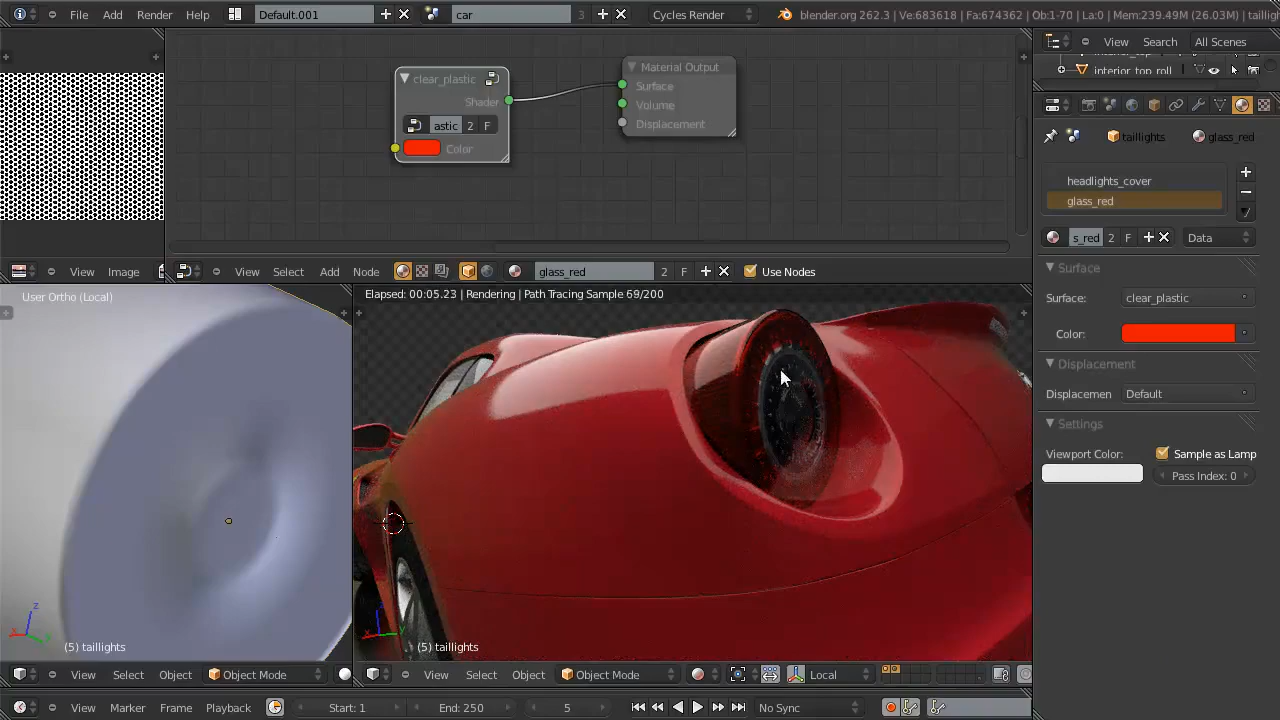 File Add Render Help Default.001 car 3 Cycles Render blender.org 262.3 | Ve:683618 | Fa:674362 | Ob:1-70 | La:0 | Mem:239.49M (26.03M) | taillig
View Search All Scenes
interior_top_roll
clear_plastic
Shader
astic 2 F
Color
Material Output
Surface
Volume
Displacement
taillights glass_red
headlights_cover
glass_red
s_red 2 F Data
Surface
Surface: clear_plastic
Color:
Displacement
Displacemen Default
Settings
Viewport Color: Sample as Lamp
Pass Index: 0
View Image
View Select Add Node glass_red 2 F Use Nodes
User Ortho (Local)
(5) taillights
Elapsed: 00:05.23 | Rendering | Path Tracing Sample 69/200
(5) taillights
View Select Object Object Mode
View Select Object Object Mode Local
View Marker Frame Playback Start: 1 End: 250 5 No Sync